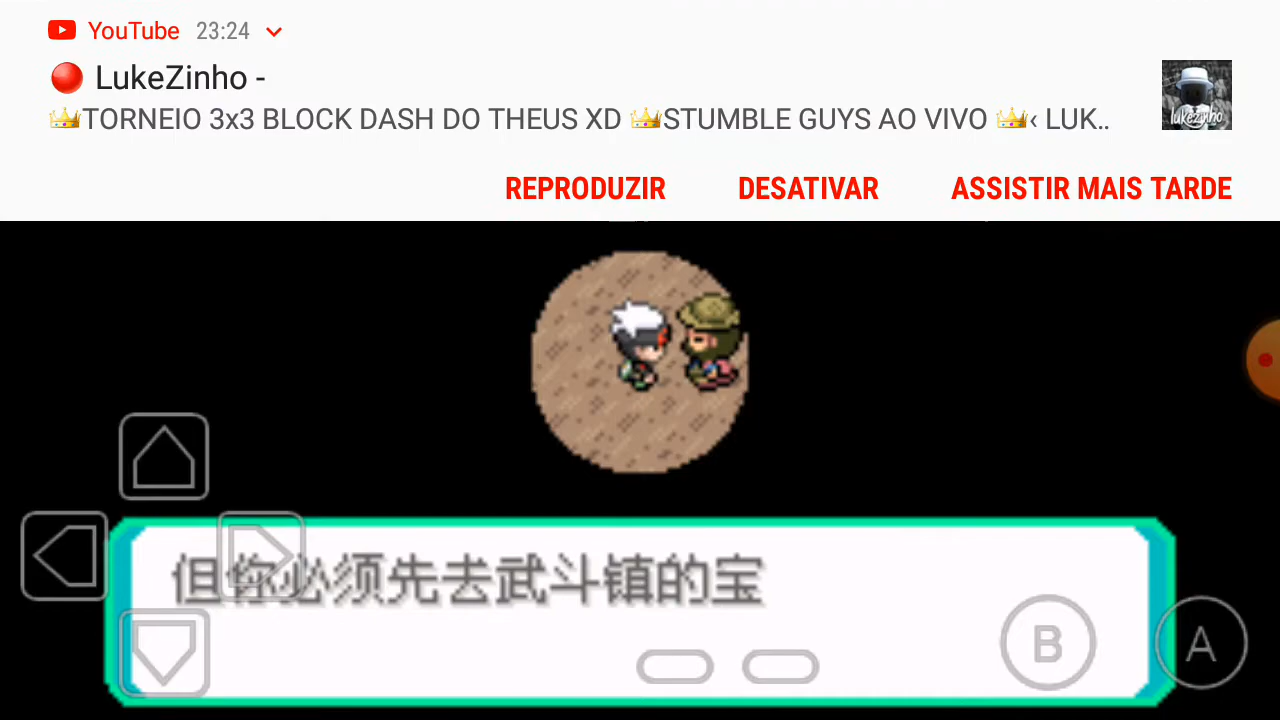 YouTube 23:24
🔴 LukeZinho -
👑TORNEIO 3x3 BLOCK DASH DO THEUS XD 👑STUMBLE GUYS AO VIVO 👑‹ LUK..
lukezinho
REPRODUZIR DESATIVAR ASSISTIR MAIS TARDE
但你必须先去武斗镇的宝
B A